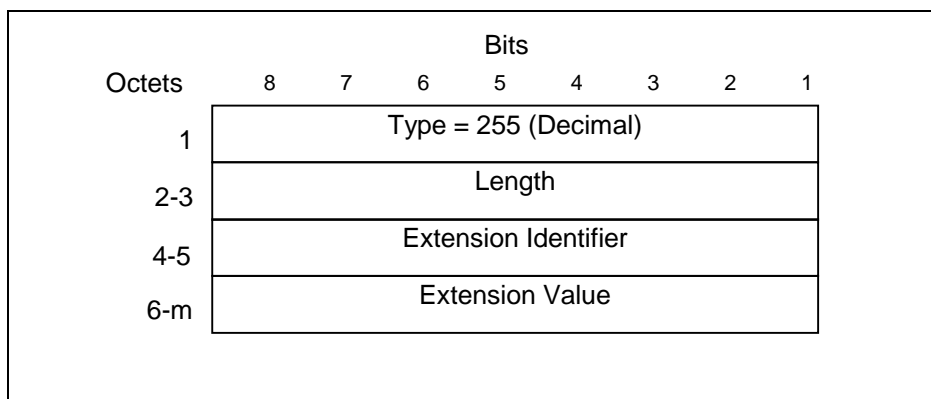 Bits
Octets 8 7 6 5 4 3 2 1
1 Type = 255 (Decimal)
2-3 Length
4-5 Extension Identifier
6-m Extension Value